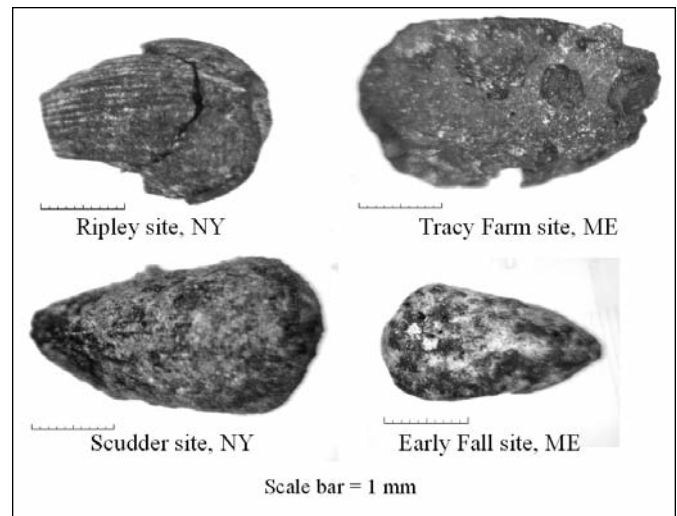 Ripley site, NY
Tracy Farm site, ME
Scudder site, NY
Early Fall site, ME
Scale bar = 1 mm